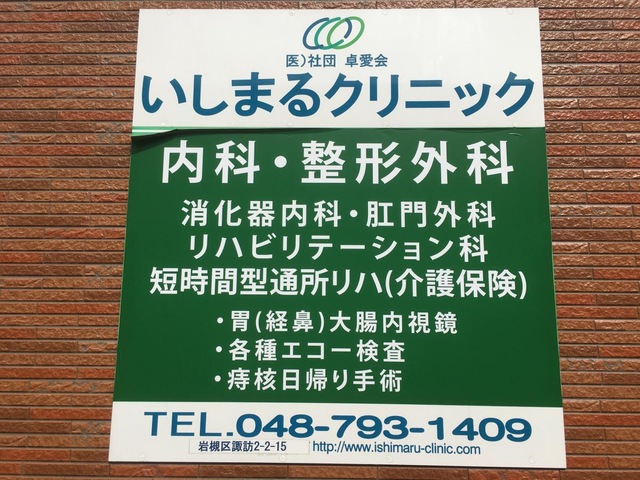 医)社団 卓愛会
いしまるクリニック
内科・整形外科
消化器内科・肛門外科
リハビリテーション科
短時間型通所リハ(介護保険)
・胃(経鼻)大腸内視鏡
・各種エコー検査
・痔核日帰り手術
TEL.048-793-1409
岩槻区諏訪2-2-15 http://www.ishimaru-clinic.com